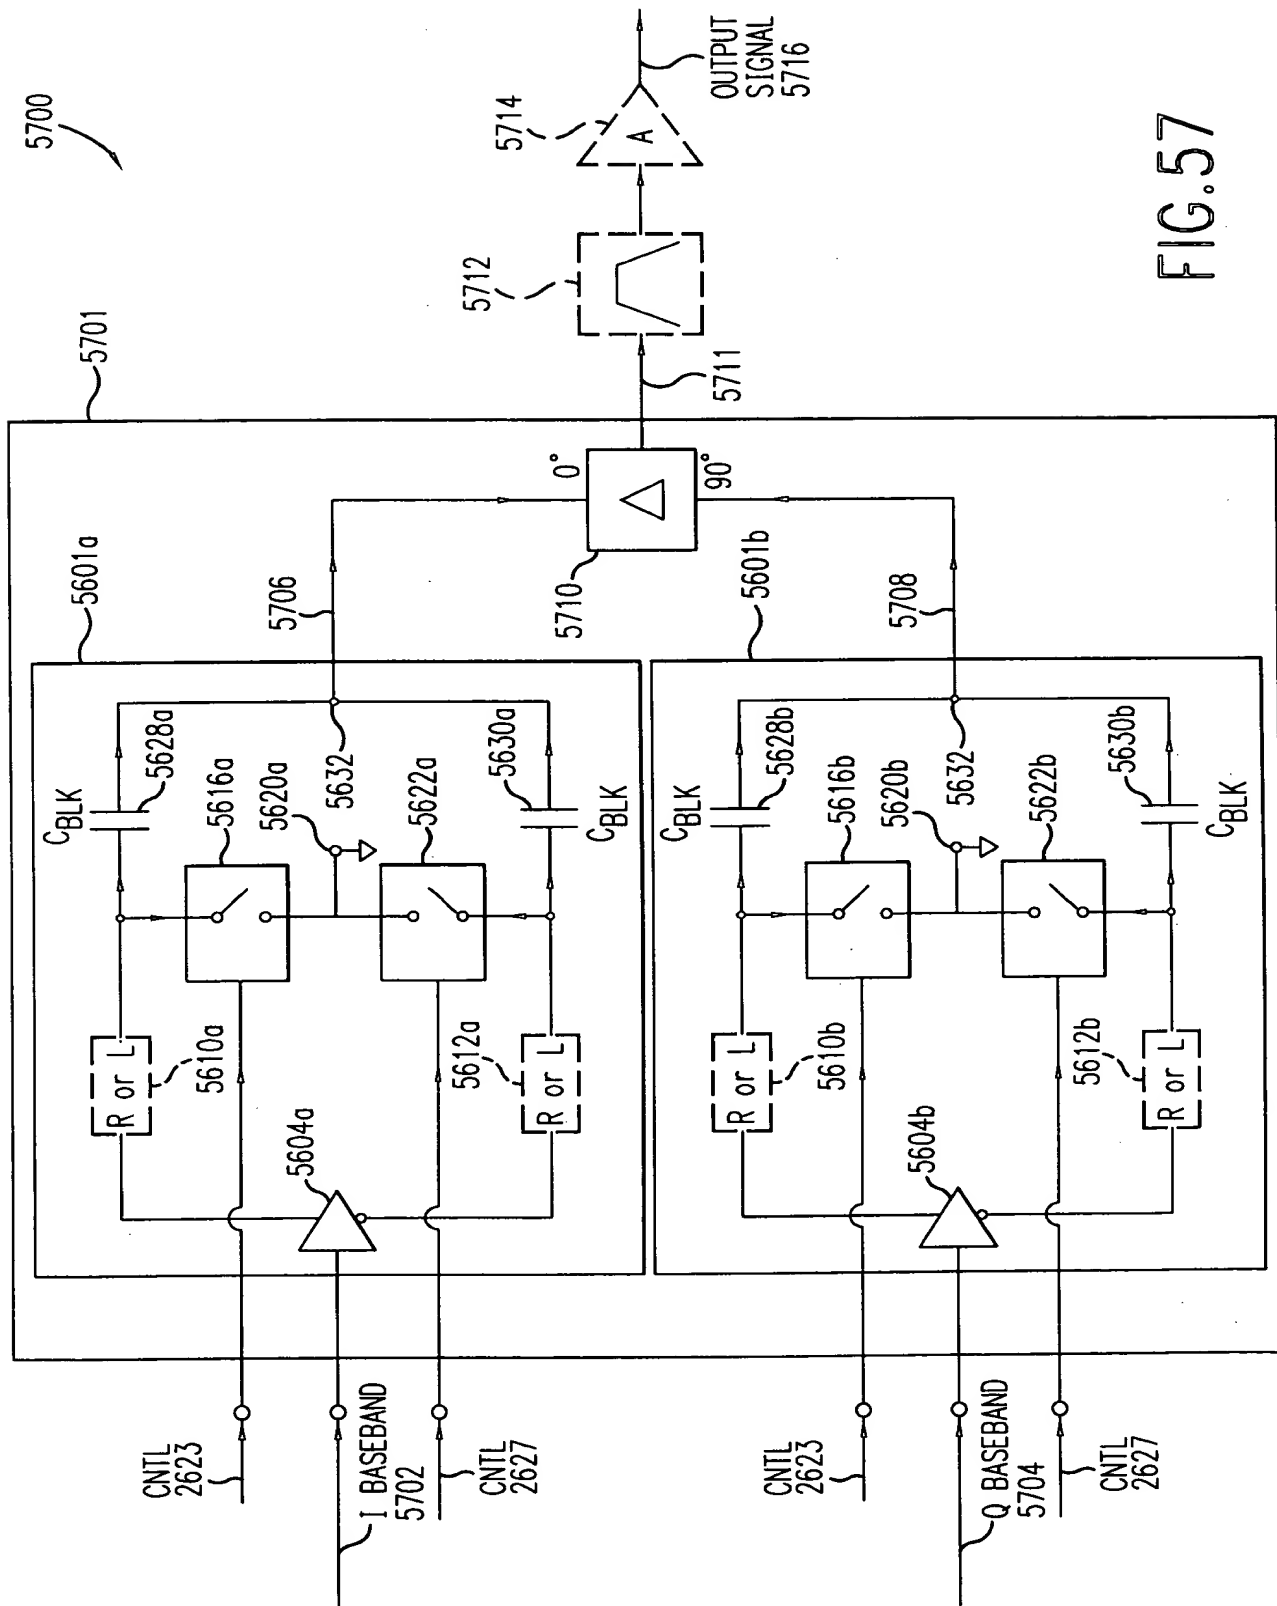 5700
5701
5601a
5706
C_BLK
5628a
5616a
5620a
5632
5622a
5630a
C_BLK
R or L
5610a
5604a
5612a
R or L
CNTL
2623
I BASEBAND
5702
CNTL
2627
0°
90°
5710
5711
5712
5714
A
OUTPUT
SIGNAL
5716
5601b
5708
C_BLK
5628b
5616b
5620b
5632
5622b
5630b
C_BLK
R or L
5610b
5604b
5612b
R or L
CNTL
2623
Q BASEBAND
5704
CNTL
2627
FIG.57